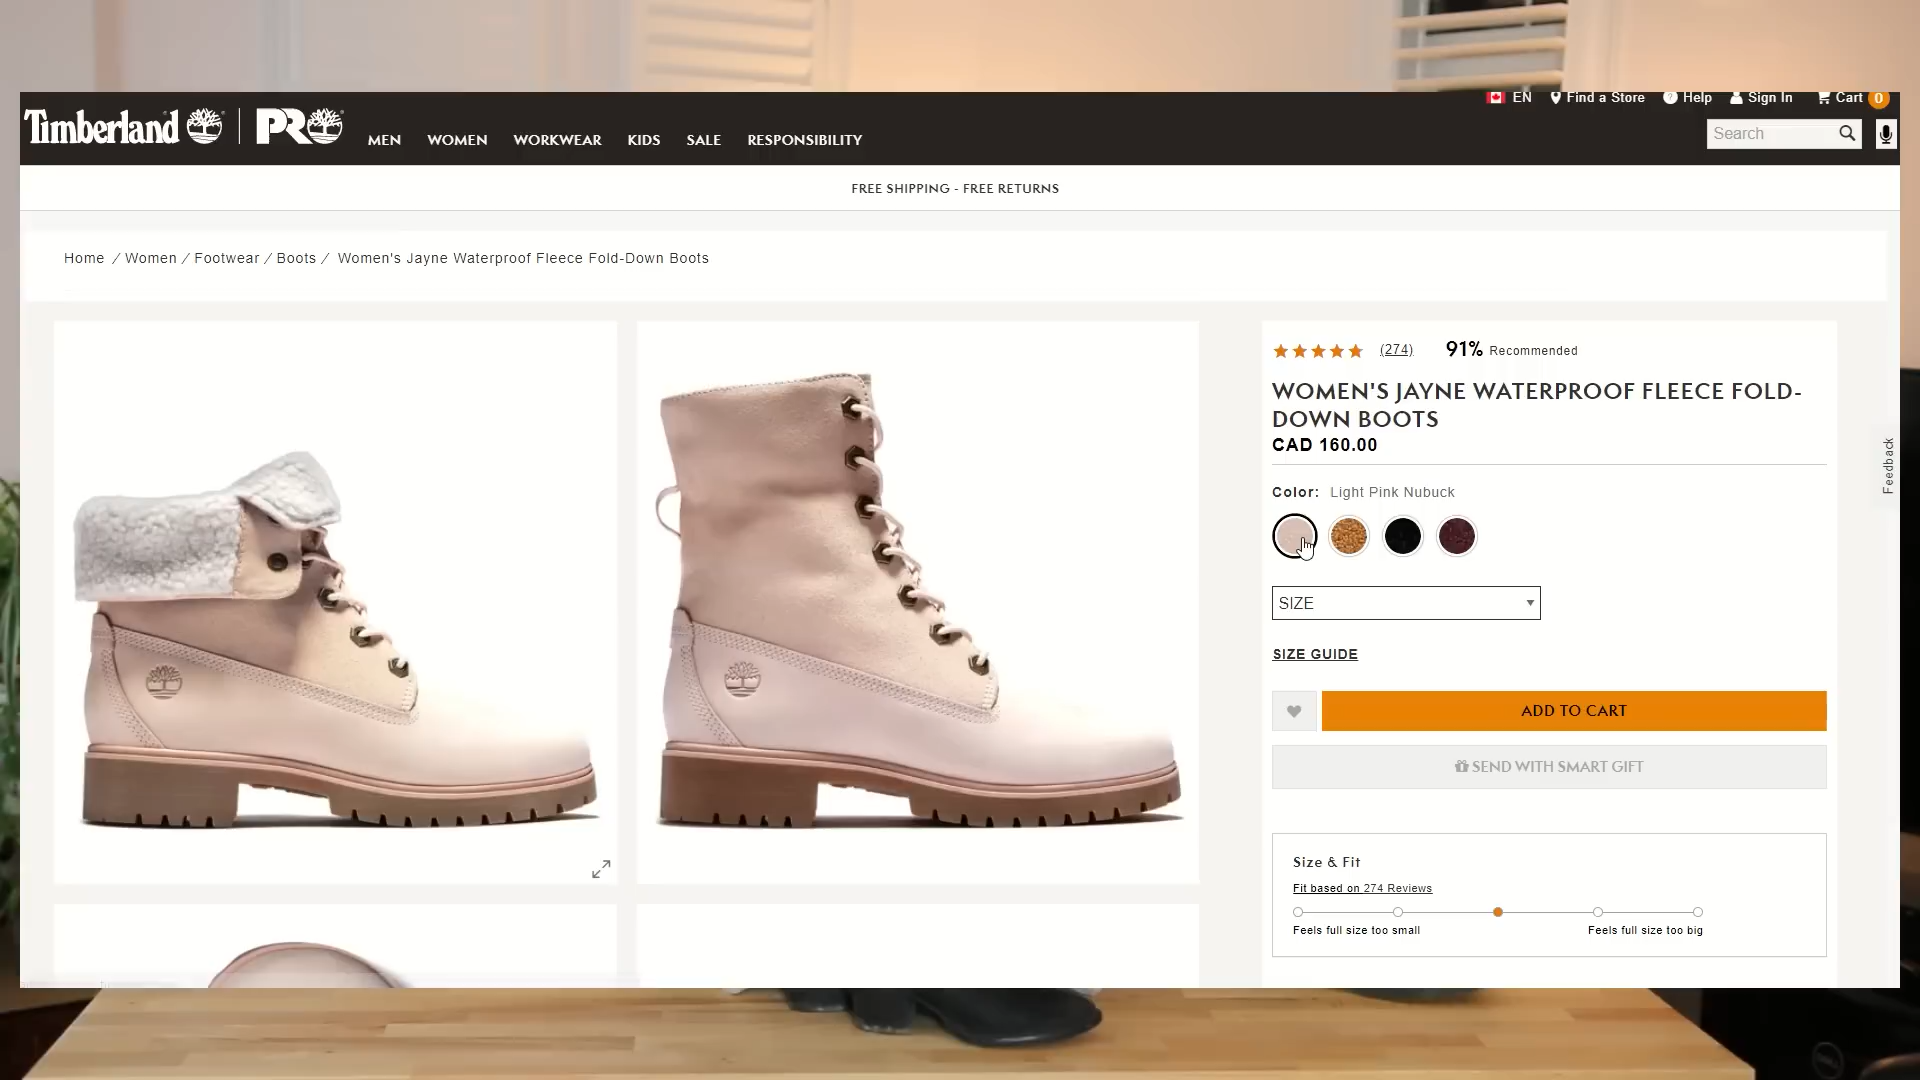 EN Find a Store Help Sign In Cart 0
Timberland PRO
MEN WOMEN WORKWEAR KIDS SALE RESPONSIBILITY
Search
FREE SHIPPING - FREE RETURNS
Home / Women / Footwear / Boots / Women's Jayne Waterproof Fleece Fold-Down Boots
(274) 91% Recommended
WOMEN'S JAYNE WATERPROOF FLEECE FOLD-
DOWN BOOTS
CAD 160.00
Feedback
Color: Light Pink Nubuck
SIZE
SIZE GUIDE
ADD TO CART
SEND WITH SMART GIFT
Size & Fit
Fit based on 274 Reviews
Feels full size too small Feels full size too big